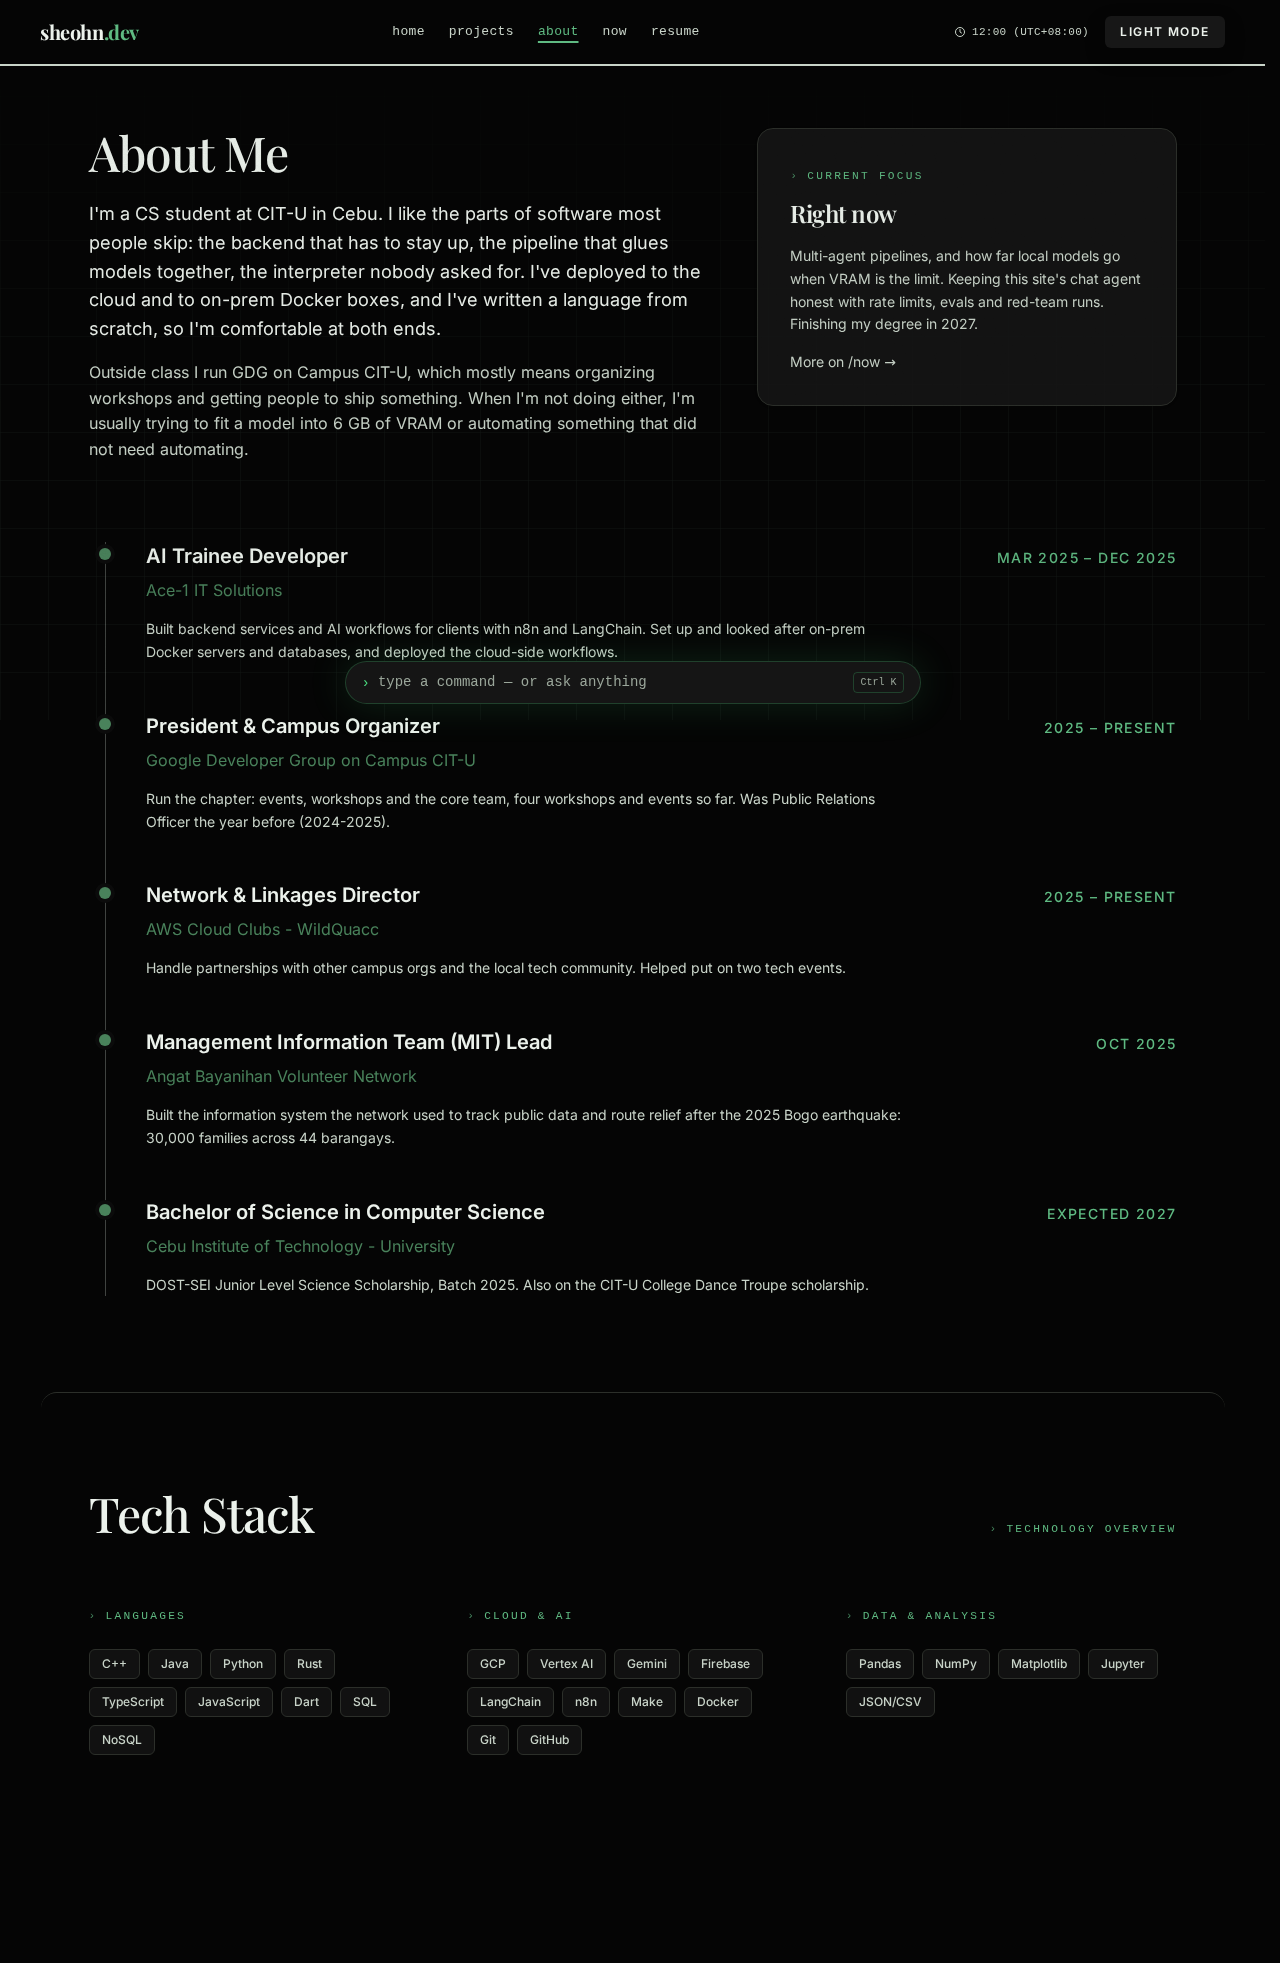 sheohn.dev
home projects about now resume
12:00 (UTC+08:00)
LIGHT MODE
About Me
I'm a CS student at CIT-U in Cebu. I like the parts of software most
people skip: the backend that has to stay up, the pipeline that glues
models together, the interpreter nobody asked for. I've deployed to the
cloud and to on-prem Docker boxes, and I've written a language from
scratch, so I'm comfortable at both ends.
Outside class I run GDG on Campus CIT-U, which mostly means organizing
workshops and getting people to ship something. When I'm not doing either, I'm
usually trying to fit a model into 6 GB of VRAM or automating something that did
not need automating.
› CURRENT FOCUS
Right now
Multi-agent pipelines, and how far local models go
when VRAM is the limit. Keeping this site's chat agent
honest with rate limits, evals and red-team runs.
Finishing my degree in 2027.
More on /now →
AI Trainee Developer
MAR 2025 – DEC 2025
Ace-1 IT Solutions
Built backend services and AI workflows for clients with n8n and LangChain. Set up and looked after on-prem
Docker servers and databases, and deployed the cloud-side workflows.
› type a command — or ask anything
Ctrl K
President & Campus Organizer
2025 – PRESENT
Google Developer Group on Campus CIT-U
Run the chapter: events, workshops and the core team, four workshops and events so far. Was Public Relations
Officer the year before (2024-2025).
Network & Linkages Director
2025 – PRESENT
AWS Cloud Clubs - WildQuacc
Handle partnerships with other campus orgs and the local tech community. Helped put on two tech events.
Management Information Team (MIT) Lead
OCT 2025
Angat Bayanihan Volunteer Network
Built the information system the network used to track public data and route relief after the 2025 Bogo earthquake:
30,000 families across 44 barangays.
Bachelor of Science in Computer Science
EXPECTED 2027
Cebu Institute of Technology - University
DOST-SEI Junior Level Science Scholarship, Batch 2025. Also on the CIT-U College Dance Troupe scholarship.
Tech Stack
› TECHNOLOGY OVERVIEW
› LANGUAGES
C++ Java Python Rust
TypeScript JavaScript Dart SQL
NoSQL
› CLOUD & AI
GCP Vertex AI Gemini Firebase
LangChain n8n Make Docker
Git GitHub
› DATA & ANALYSIS
Pandas NumPy Matplotlib Jupyter
JSON/CSV